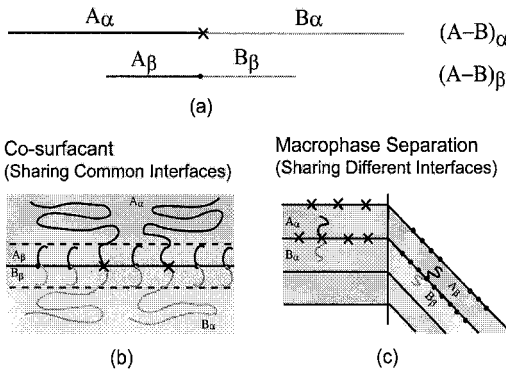 Aα Bα (A–B)α
Aβ Bβ (A–B)β
(a)
Co-surfacant
(Sharing Common Interfaces)
Aα
Aβ
Bβ
Bα
(b)
Macrophase Separation
(Sharing Different Interfaces)
Aα
Bα
Aβ
Bβ
(c)